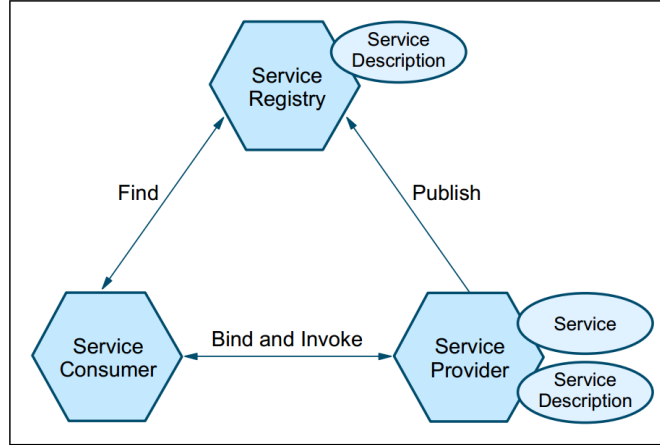 Service
Description
Service
Registry
Find
Publish
Service
Consumer
Bind and Invoke
Service
Provider
Service
Service
Description